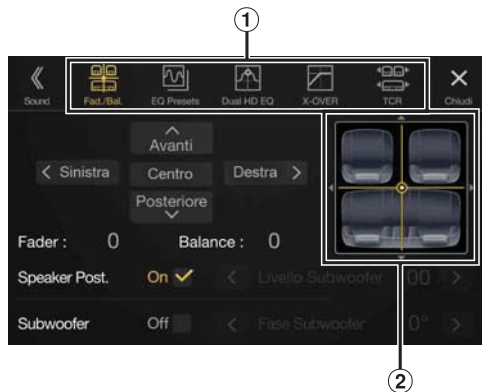 ①
Sound Fad./Bal. EQ Presets Dual HD EQ X-OVER TCR Chiudi
Avanti
Sinistra Centro Destra
Posteriore
Fader : 0 Balance : 0
Speaker Post. On Livello Subwoofer 00
Subwoofer Off Fase Subwoofer 0°
②